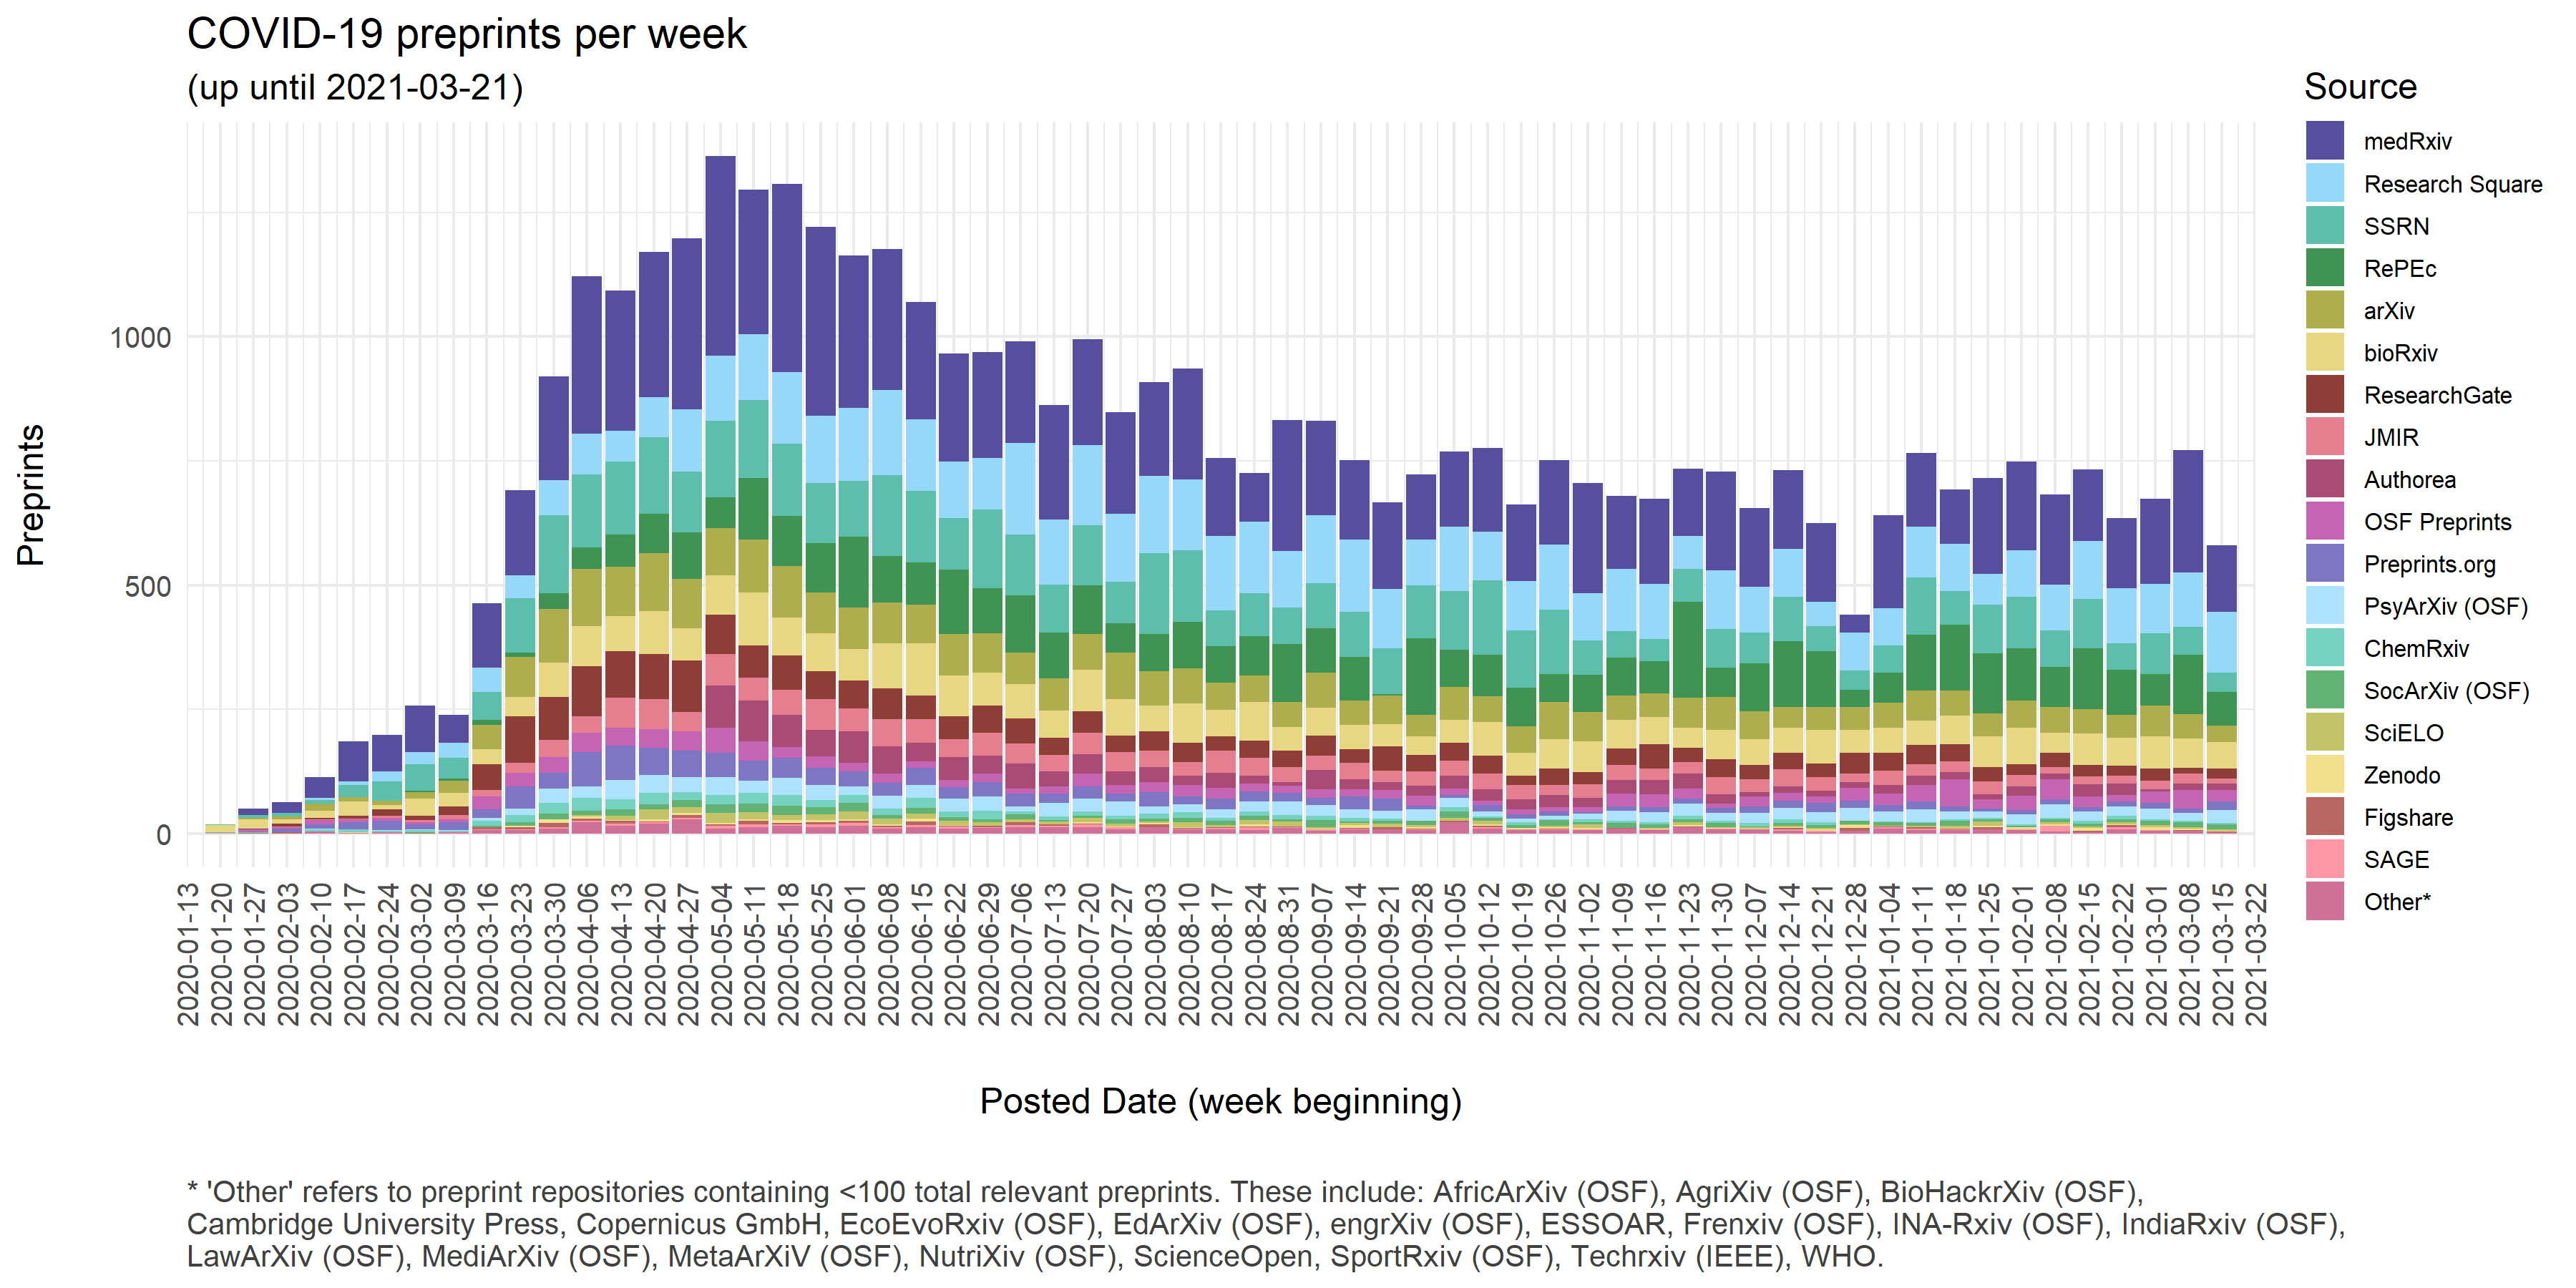 COVID-19 preprints per week
(up until 2021-03-21)
Preprints
1000
500
0
2020-01-13
2020-01-20
2020-01-27
2020-02-03
2020-02-10
2020-02-17
2020-02-24
2020-03-02
2020-03-09
2020-03-16
2020-03-23
2020-03-30
2020-04-06
2020-04-13
2020-04-20
2020-04-27
2020-05-04
2020-05-11
2020-05-18
2020-05-25
2020-06-01
2020-06-08
2020-06-15
2020-06-22
2020-06-29
2020-07-06
2020-07-13
2020-07-20
2020-07-27
2020-08-03
2020-08-10
2020-08-17
2020-08-24
2020-08-31
2020-09-07
2020-09-14
2020-09-21
2020-09-28
2020-10-05
2020-10-12
2020-10-19
2020-10-26
2020-11-02
2020-11-09
2020-11-16
2020-11-23
2020-11-30
2020-12-07
2020-12-14
2020-12-21
2020-12-28
2021-01-04
2021-01-11
2021-01-18
2021-01-25
2021-02-01
2021-02-08
2021-02-15
2021-02-22
2021-03-01
2021-03-08
2021-03-15
2021-03-22
Posted Date (week beginning)
Source
medRxiv
Research Square
SSRN
RePEc
arXiv
bioRxiv
ResearchGate
JMIR
Authorea
OSF Preprints
Preprints.org
PsyArXiv (OSF)
ChemRxiv
SocArXiv (OSF)
SciELO
Zenodo
Figshare
SAGE
Other*
* 'Other' refers to preprint repositories containing <100 total relevant preprints. These include: AfricArXiv (OSF), AgriXiv (OSF), BioHackrXiv (OSF),
Cambridge University Press, Copernicus GmbH, EcoEvoRxiv (OSF), EdArXiv (OSF), engrXiv (OSF), ESSOAR, Frenxiv (OSF), INA-Rxiv (OSF), IndiaRxiv (OSF),
LawArXiv (OSF), MediArXiv (OSF), MetaArXiV (OSF), NutriXiv (OSF), ScienceOpen, SportRxiv (OSF), Techrxiv (IEEE), WHO.